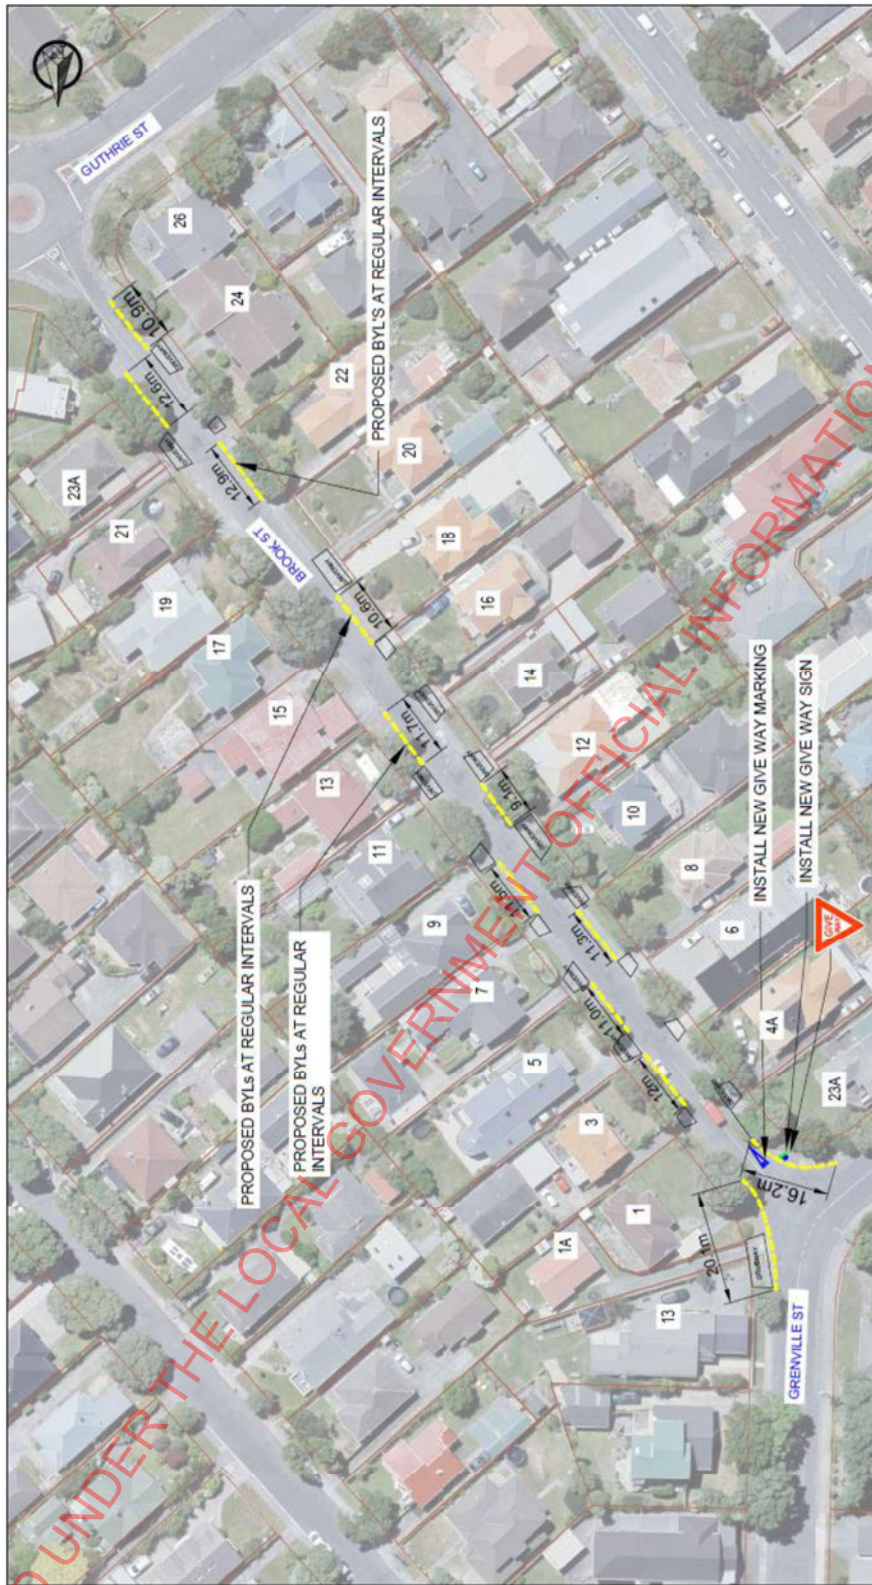 GUTHRIE ST
26
10.9m
24
12.6m
PROPOSED BYL'S AT REGULAR INTERVALS
22
23A
12.9m
20
21
BROOK ST
18
19
10.6m
16
17
14
15
11.7m
12
13
9.1m
10
11
11.8m
8
9
11.3m
6
7
11.0m
4A
5
12m
23A
3
PROPOSED BYLs AT REGULAR INTERVALS
PROPOSED BYLs AT REGULAR
INTERVALS
INSTALL NEW GIVE WAY MARKING
INSTALL NEW GIVE WAY SIGN
GIVE
WAY
16.2m
1
1A
20.1m
DRIVEWAY
13
GRENVILLE ST
D UNDER THE LOCAL GOVERNMENT OFFICIAL INFORMATION